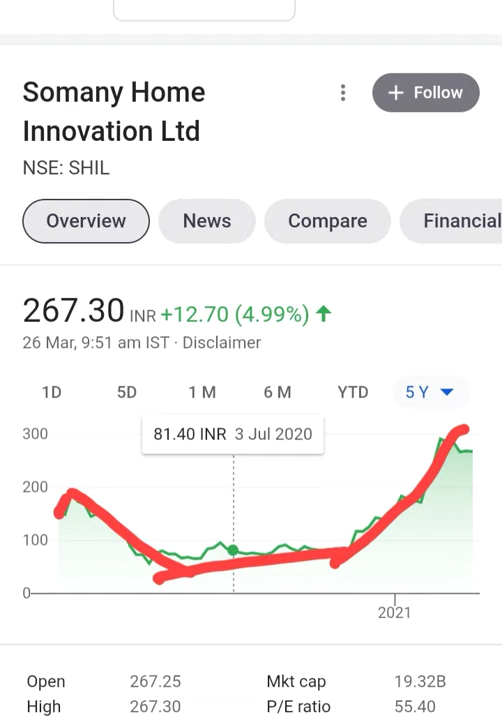 Somany Home
Innovation Ltd
+ Follow
NSE: SHIL
Overview
News
Compare
Financial
267.30 INR +12.70 (4.99%) ↑
26 Mar, 9:51 am IST · Disclaimer
1D 5D 1 M 6 M YTD 5 Y
81.40 INR 3 Jul 2020
300
200
100
0
2021
Open 267.25 Mkt cap 19.32B
High 267.30 P/E ratio 55.40